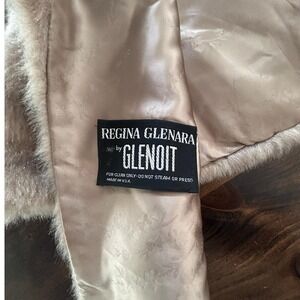 REGINA GLENARA
by
GLENOIT
FUR CLEAN ONLY-DO NOT STEAM OR PRESS
MADE IN U.S.A.